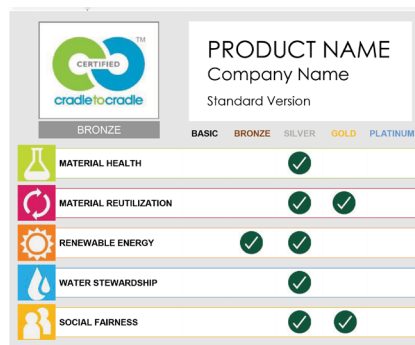 TM
CERTIFIED
cradletocradle
BRONZE
PRODUCT NAME
Company Name
Standard Version
BASIC BRONZE SILVER GOLD PLATINUM
MATERIAL HEALTH
MATERIAL REUTILIZATION
RENEWABLE ENERGY
WATER STEWARDSHIP
SOCIAL FAIRNESS